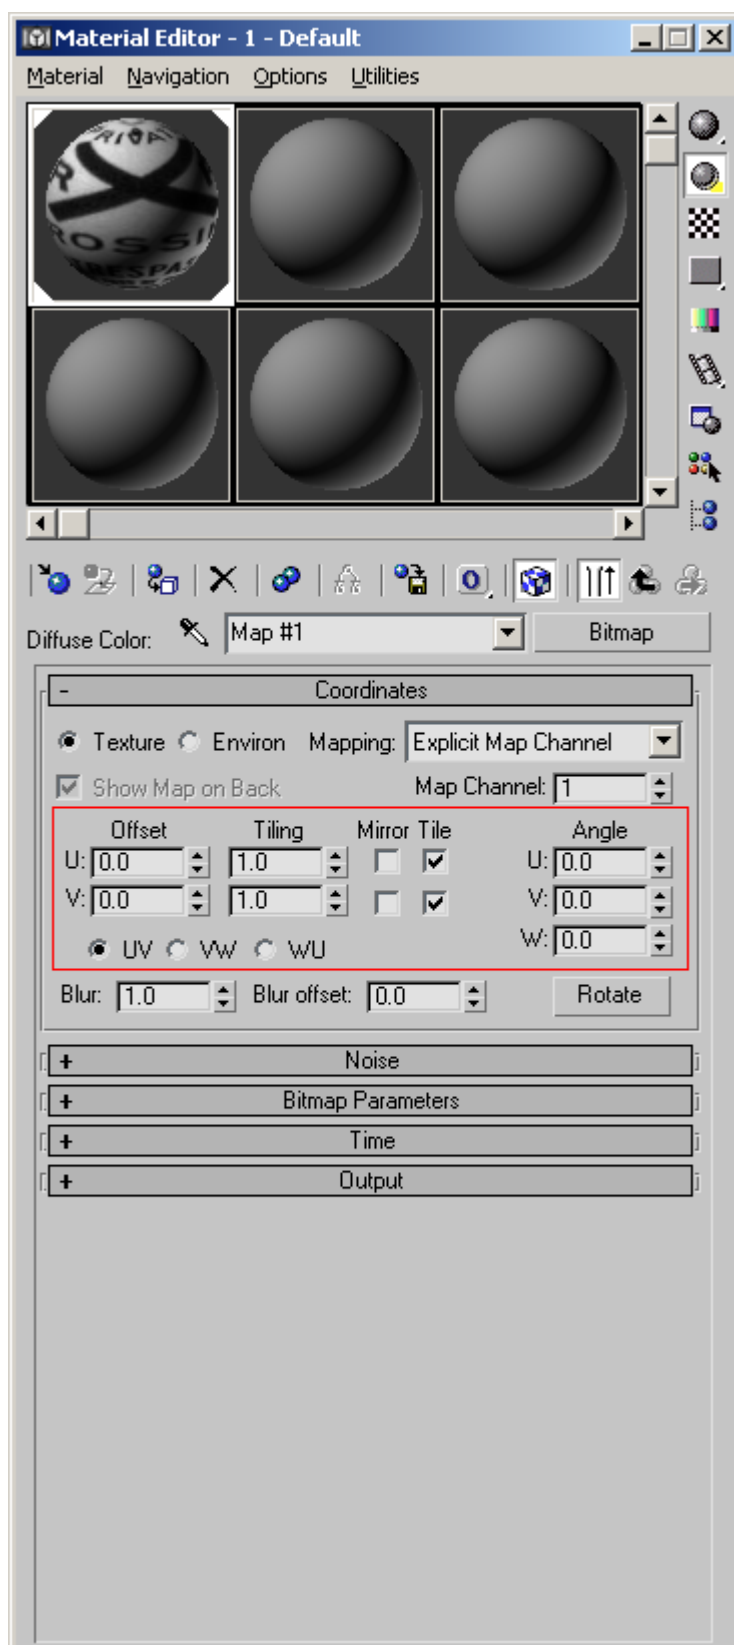 Material Editor - 1 - Default
Material Navigation Options Utilities
RIVA
R R
ROSSI
TRESPAS
Diffuse Color: Map #1 Bitmap
- Coordinates
Texture Environ Mapping: Explicit Map Channel
Show Map on Back Map Channel: 1
Offset Tiling Mirror Tile Angle
U: 0.0 1.0 U: 0.0
V: 0.0 1.0 V: 0.0
UV VW WU W: 0.0
Blur: 1.0 Blur offset: 0.0 Rotate
+ Noise
+ Bitmap Parameters
+ Time
+ Output